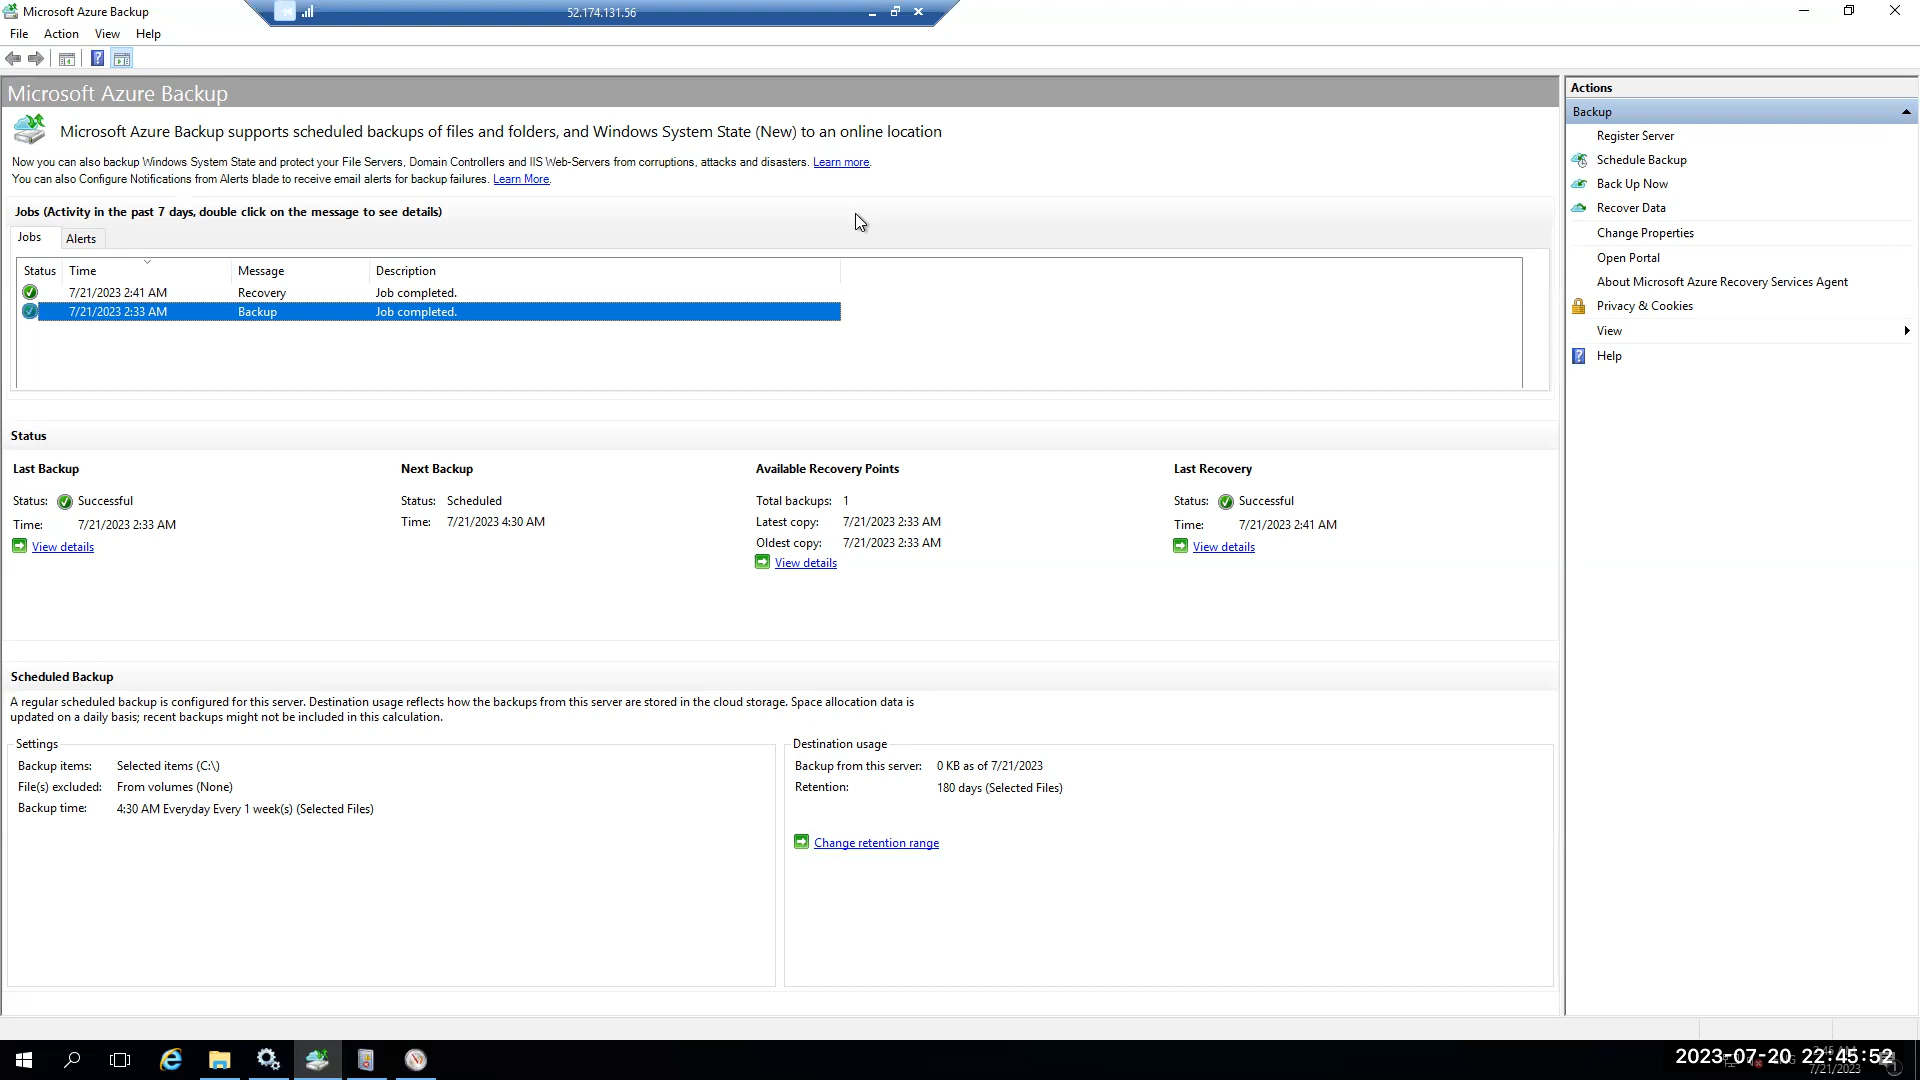 Microsoft Azure Backup
52.174.131.56
File Action View Help
Microsoft Azure Backup
Microsoft Azure Backup supports scheduled backups of files and folders, and Windows System State (New) to an online location
Now you can also backup Windows System State and protect your File Servers, Domain Controllers and IIS Web-Servers from corruptions, attacks and disasters. Learn more.
You can also Configure Notifications from Alerts blade to receive email alerts for backup failures. Learn More.
Jobs (Activity in the past 7 days, double click on the message to see details)
Jobs Alerts
Status Time Message Description
7/21/2023 2:41 AM Recovery Job completed.
7/21/2023 2:33 AM Backup Job completed.
Status
Last Backup
Status: Successful
Time: 7/21/2023 2:33 AM
View details
Next Backup
Status: Scheduled
Time: 7/21/2023 4:30 AM
Available Recovery Points
Total backups: 1
Latest copy: 7/21/2023 2:33 AM
Oldest copy: 7/21/2023 2:33 AM
View details
Last Recovery
Status: Successful
Time: 7/21/2023 2:41 AM
View details
Scheduled Backup
A regular scheduled backup is configured for this server. Destination usage reflects how the backups from this server are stored in the cloud storage. Space allocation data is
updated on a daily basis; recent backups might not be included in this calculation.
Settings
Backup items: Selected items (C:\)
File(s) excluded: From volumes (None)
Backup time: 4:30 AM Everyday Every 1 week(s) (Selected Files)
Destination usage
Backup from this server: 0 KB as of 7/21/2023
Retention: 180 days (Selected Files)
Change retention range
Actions
Backup
Register Server
Schedule Backup
Back Up Now
Recover Data
Change Properties
Open Portal
About Microsoft Azure Recovery Services Agent
Privacy & Cookies
View
Help
2023-07-20 22:45:52
7/21/2023